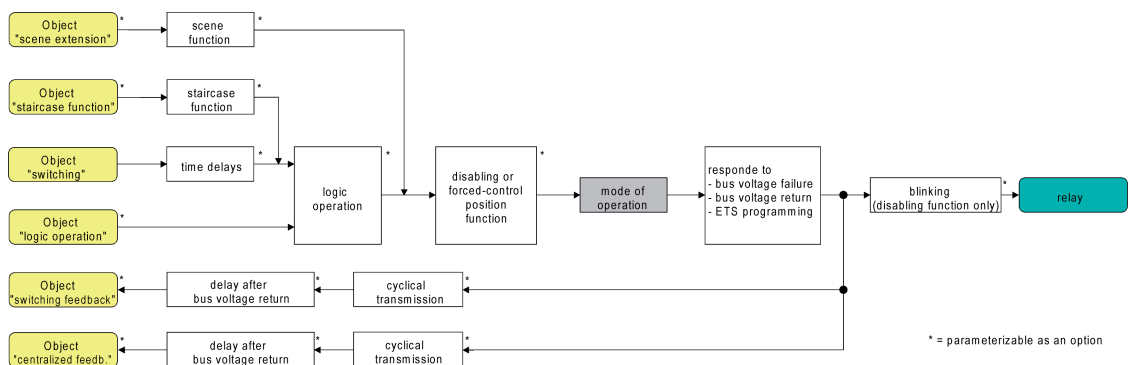 Object *
"scene extension"
scene *
function
Object *
"staircase function"
staircase *
function
Object
"switching"
time delays *
logic *
operation
disabling or *
forced-control
position
function
mode of
operation
responde to
- bus voltage failure
- bus voltage return
- ETS programming
blinking *
(disabling function only)
relay
Object *
"logic operation"
Object *
"switching feedback"
delay after *
bus voltage return
cyclical *
transmission
Object *
"centralized feedb."
delay after *
bus voltage return
cyclical *
transmission
* = parameterizable as an option